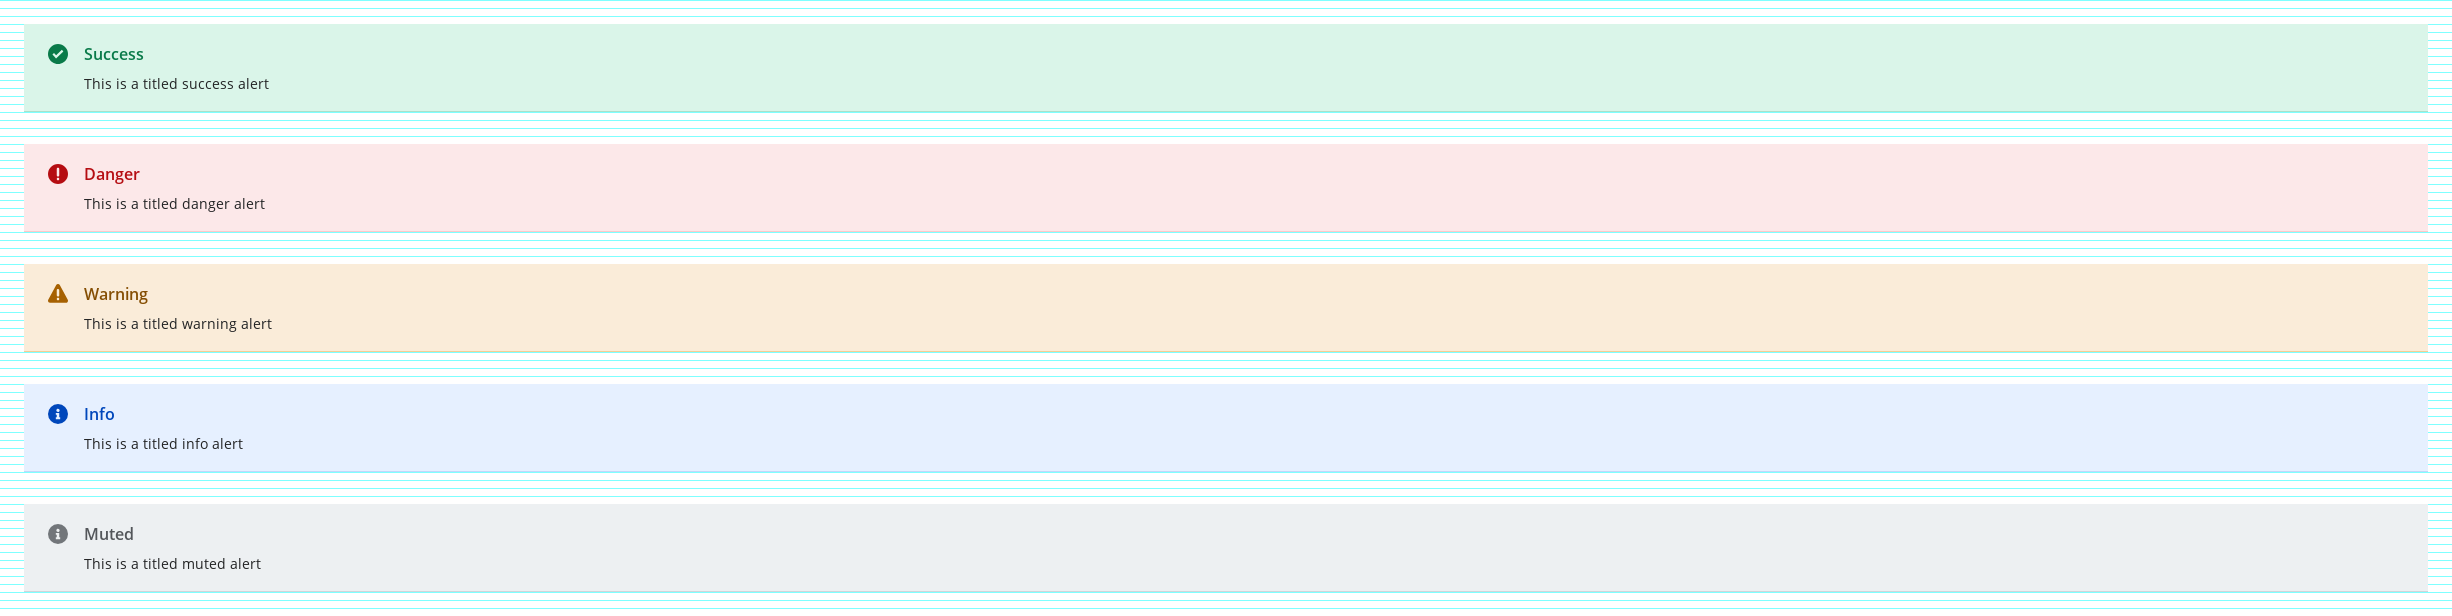 Success
This is a titled success alert
Danger
This is a titled danger alert
Warning
This is a titled warning alert
Info
This is a titled info alert
Muted
This is a titled muted alert